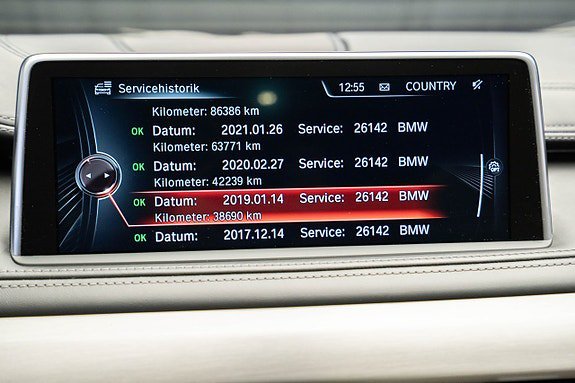 Servicehistorik 12:55 COUNTRY
Kilometer: 86386 km
OK Datum: 2021.01.26 Service: 26142 BMW
Kilometer: 63771 km
OK Datum: 2020.02.27 Service: 26142 BMW
Kilometer: 42239 km
OK Datum: 2019.01.14 Service: 26142 BMW
Kilometer: 38690 km
OK Datum: 2017.12.14 Service: 26142 BMW